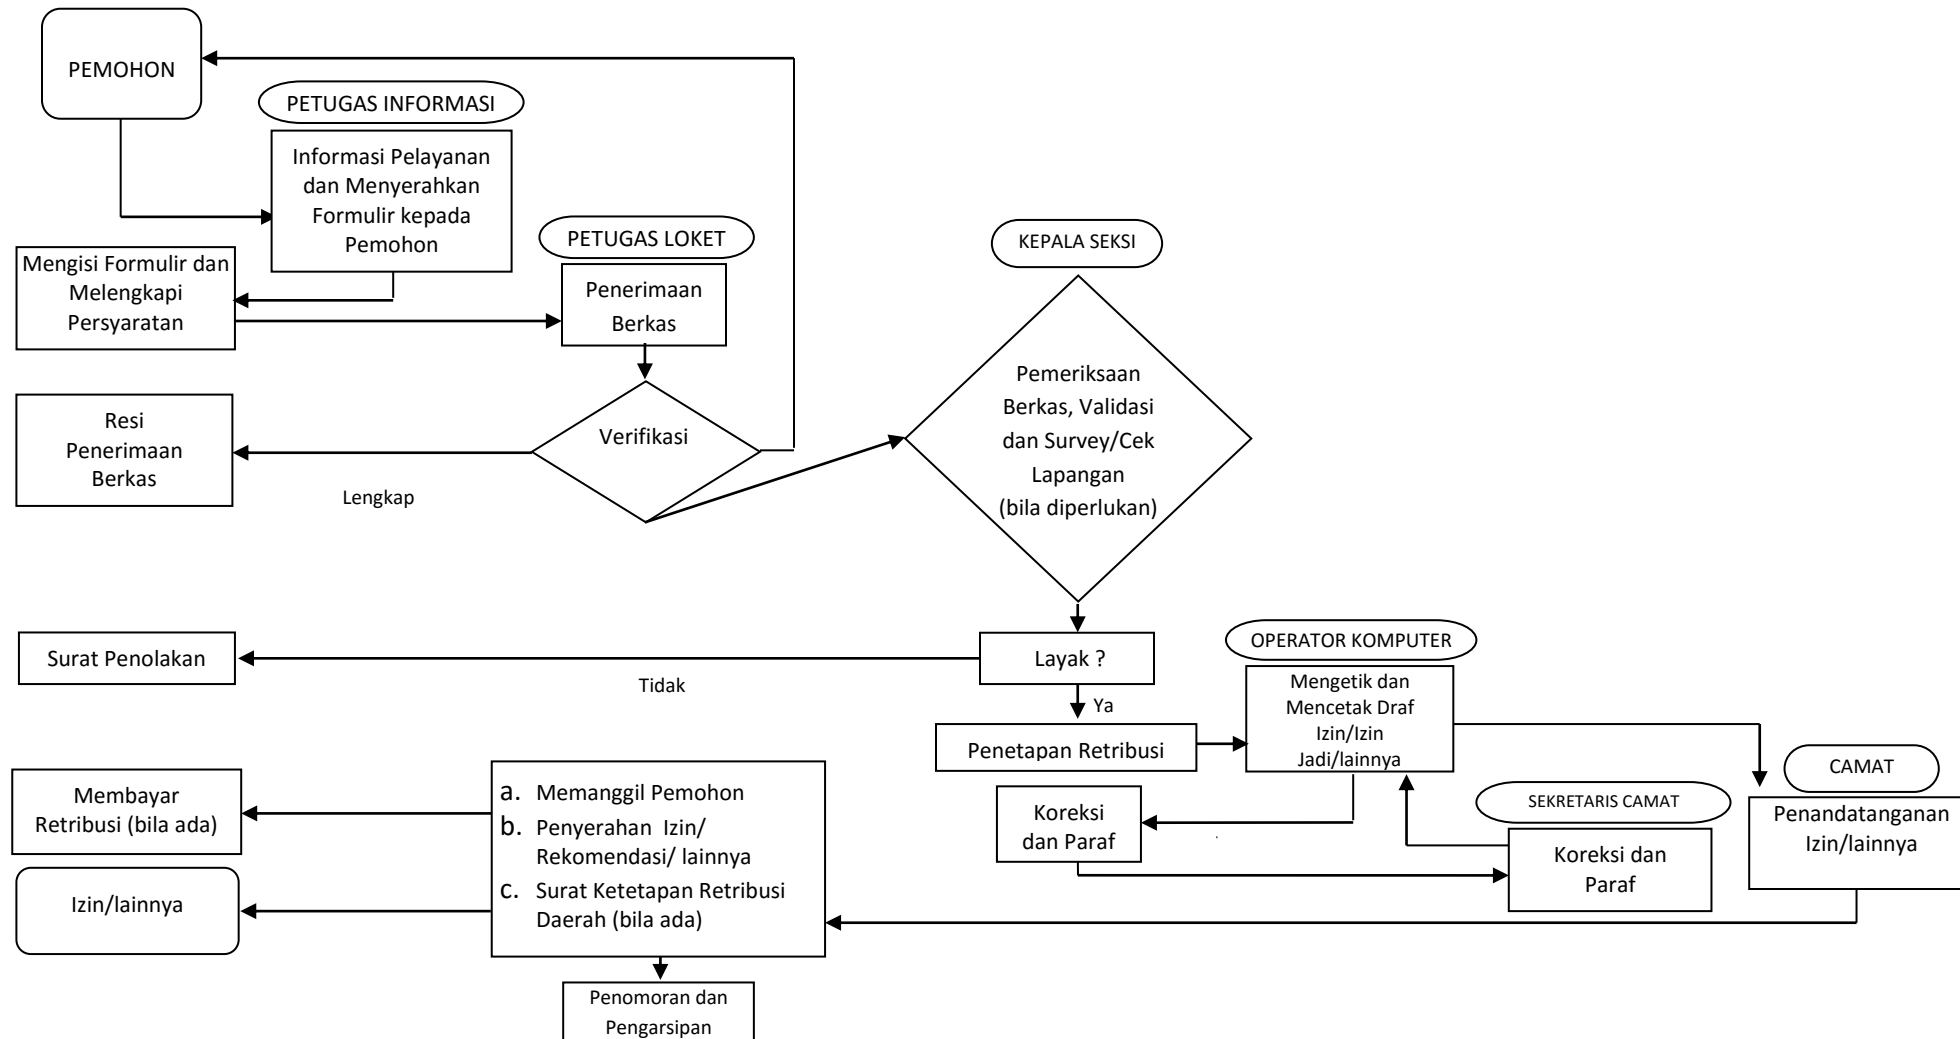 PEMOHON
PETUGAS INFORMASI
Informasi Pelayanan
dan Menyerahkan
Formulir kepada
Pemohon
PETUGAS LOKET
KEPALA SEKSI
Mengisi Formulir dan
Melengkapi
Persyaratan
Penerimaan
Berkas
Resi
Penerimaan
Berkas
Verifikasi
Lengkap
Pemeriksaan
Berkas, Validasi
dan Survey/Cek
Lapangan
(bila diperlukan)
Surat Penolakan
Tidak
Layak ?
Ya
OPERATOR KOMPUTER
Mengetik dan
Mencetak Draf
Izin/Izin
Jadi/lainnya
Penetapan Retribusi
CAMAT
Penandatanganan
Izin/lainnya
SEKRETARIS CAMAT
Koreksi dan
Paraf
Koreksi
dan Paraf
Membayar
Retribusi (bila ada)
a. Memanggil Pemohon
b. Penyerahan Izin/
Rekomendasi/ lainnya
c. Surat Ketetapan Retribusi
Daerah (bila ada)
Izin/lainnya
Penomoran dan
Pengarsipan